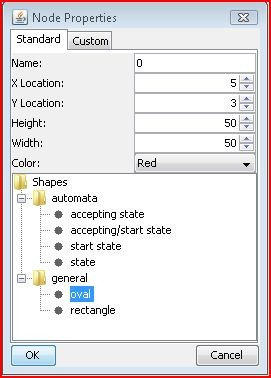 Node Properties
Standard Custom
Name: 0
X Location: 5
Y Location: 3
Height: 50
Width: 50
Color: Red
Shapes
automata
accepting state
accepting/start state
start state
state
general
oval
rectangle
OK Cancel